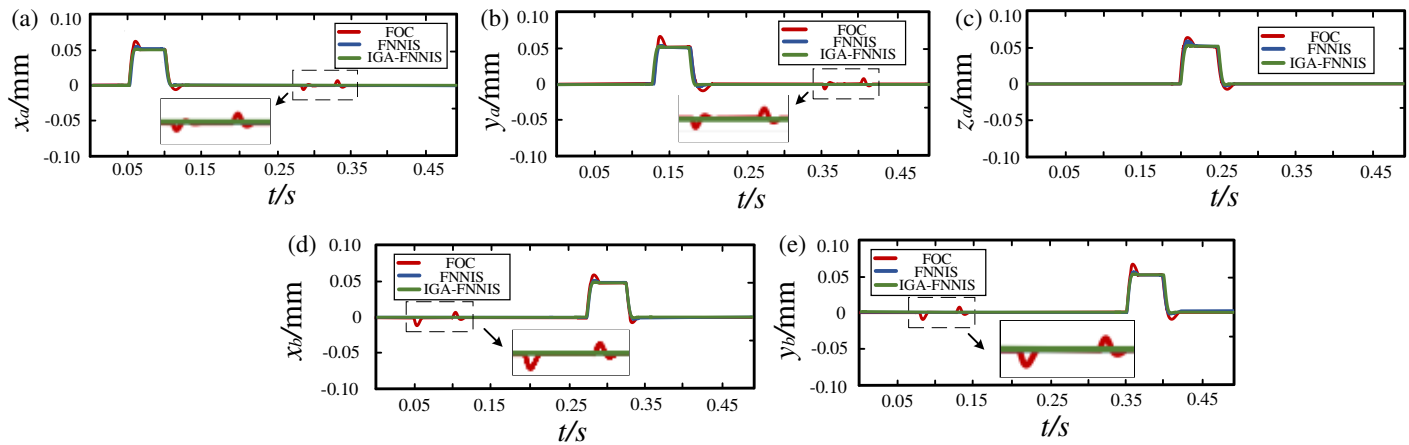 (a)
0.10
0.05
0
-0.05
-0.10
xa/mm
FOC
FNNIS
IGA-FNNIS
0.05 0.15 0.25 0.35 0.45
t/s
(b)
0.10
0.05
0
-0.05
-0.10
ya/mm
FOC
FNNIS
IGA-FNNIS
0.05 0.15 0.25 0.35 0.45
t/s
(c)
0.10
0.05
0
-0.05
-0.10
za/mm
FOC
FNNIS
IGA-FNNIS
0.05 0.15 0.25 0.35 0.45
t/s
(d)
0.10
0.05
0
-0.05
-0.10
xb/mm
FOC
FNNIS
IGA-FNNIS
0.05 0.15 0.25 0.35 0.45
t/s
(e)
0.10
0.05
0
-0.05
-0.10
yb/mm
FOC
FNNIS
IGA-FNNIS
0.05 0.15 0.25 0.35 0.45
t/s